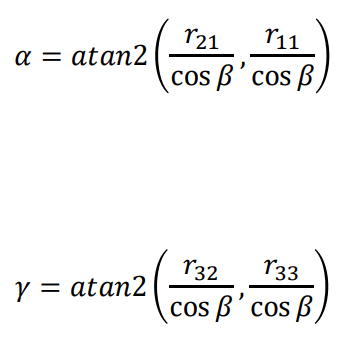 α = atan2(r₂₁/cos β, r₁₁/cos β)
γ = atan2(r₃₂/cos β, r₃₃/cos β)